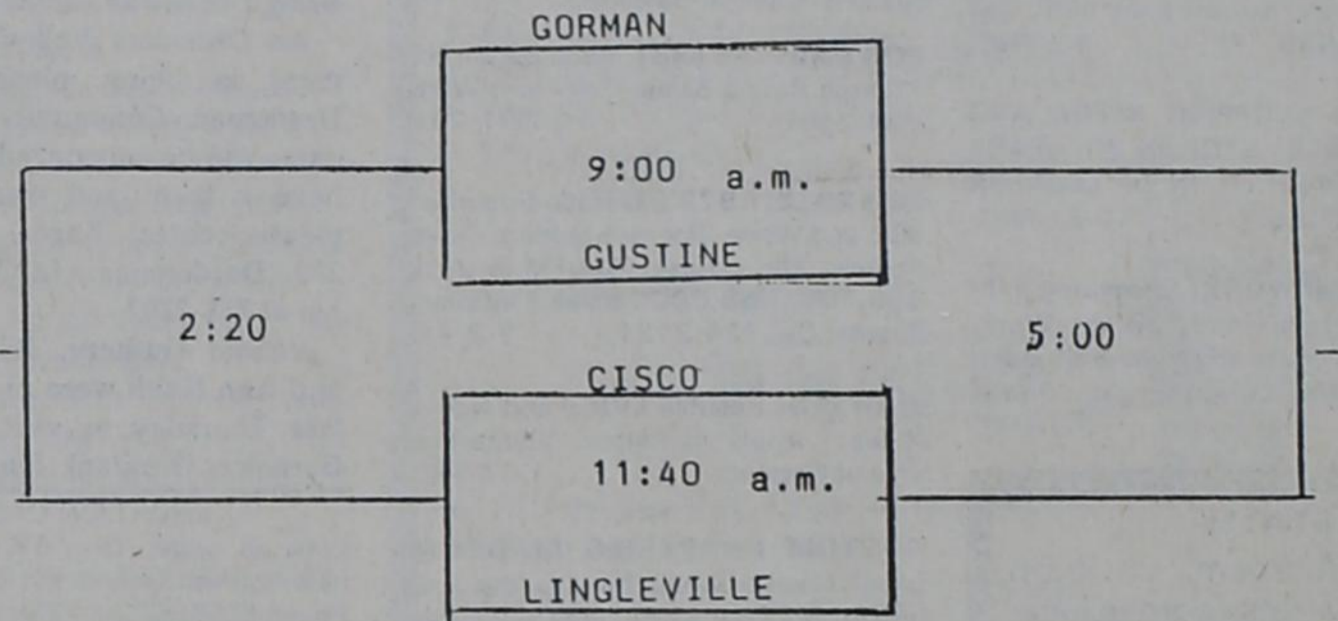 GORMAN
9:00 a.m.
GUSTINE
2:20
5:00
CISCO
11:40 a.m.
LINGLEVILLE